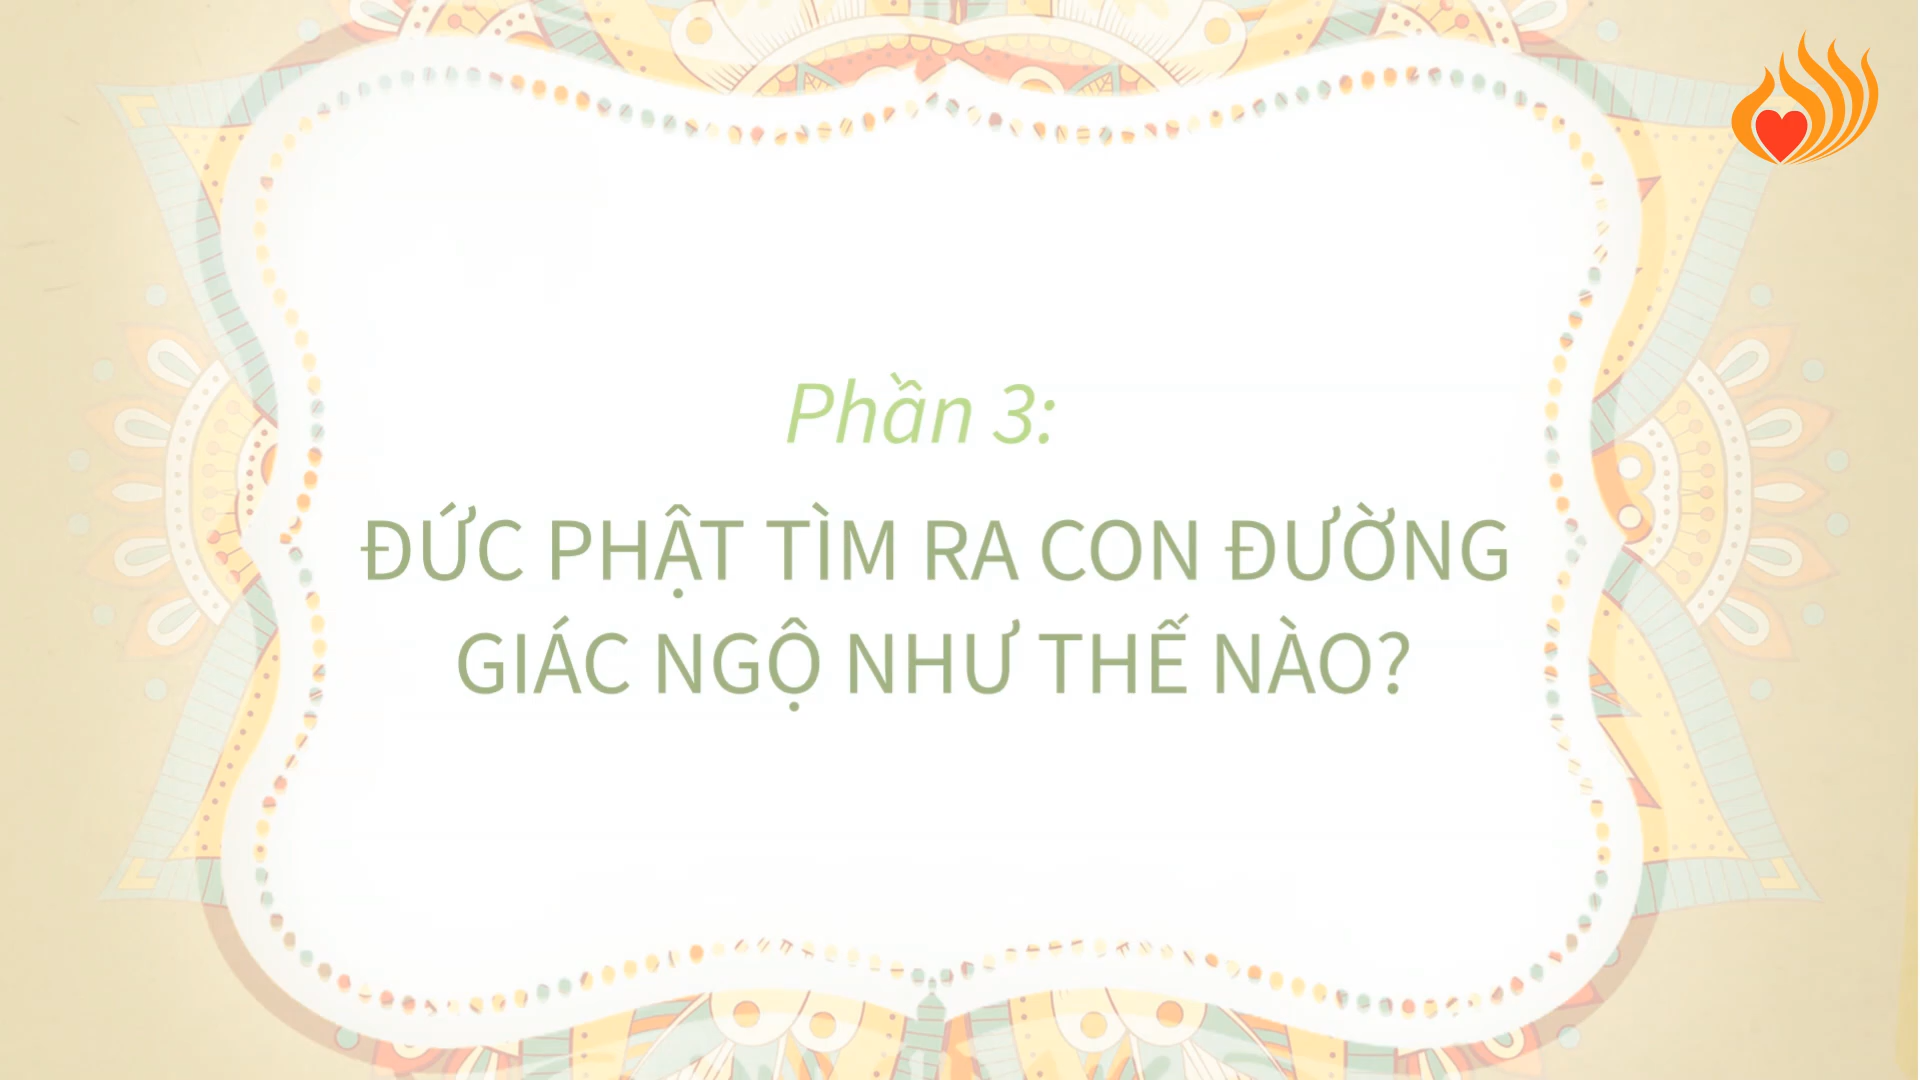 Phần 3:
ĐỨC PHẬT TÌM RA CON ĐƯỜNG
GIÁC NGỘ NHƯ THẾ NÀO?